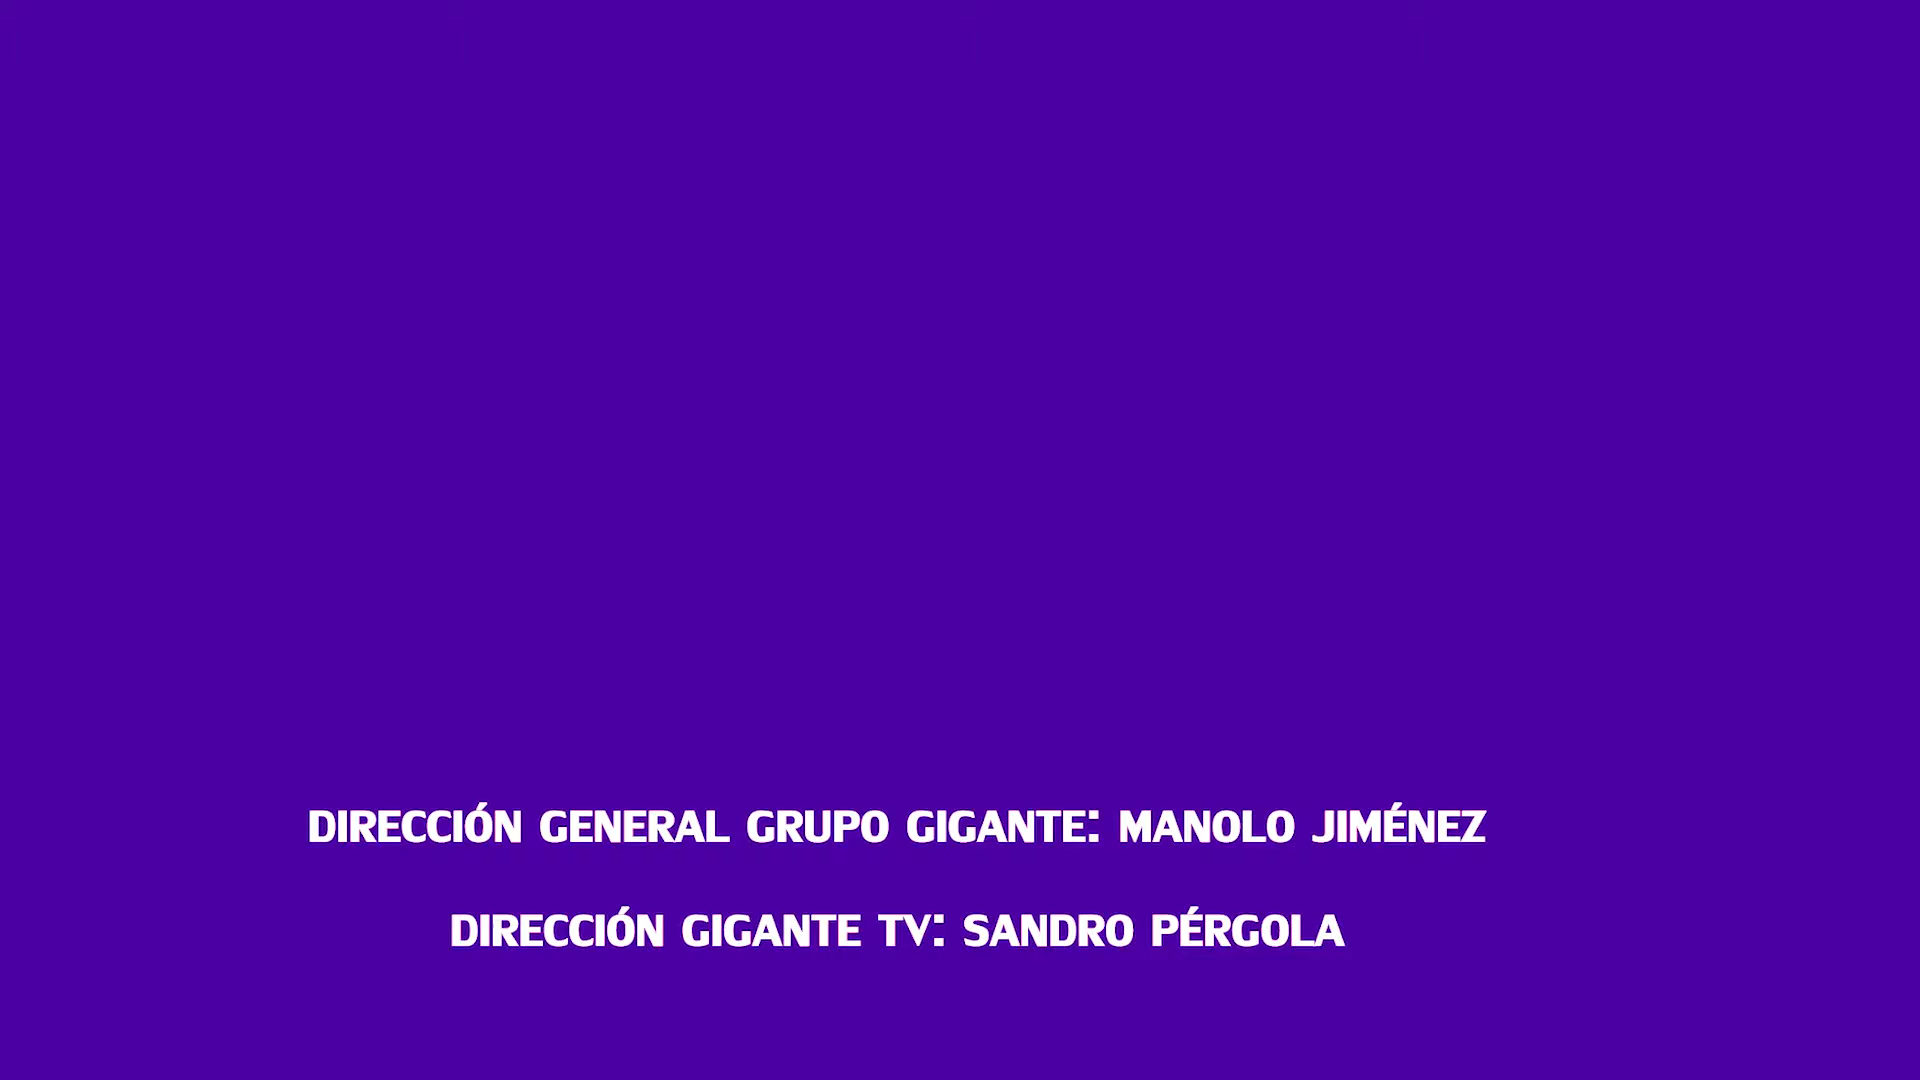 DIRECCIÓN GENERAL GRUPO GIGANTE: MANOLO JIMÉNEZ
DIRECCIÓN GIGANTE TV: SANDRO PÉRGOLA